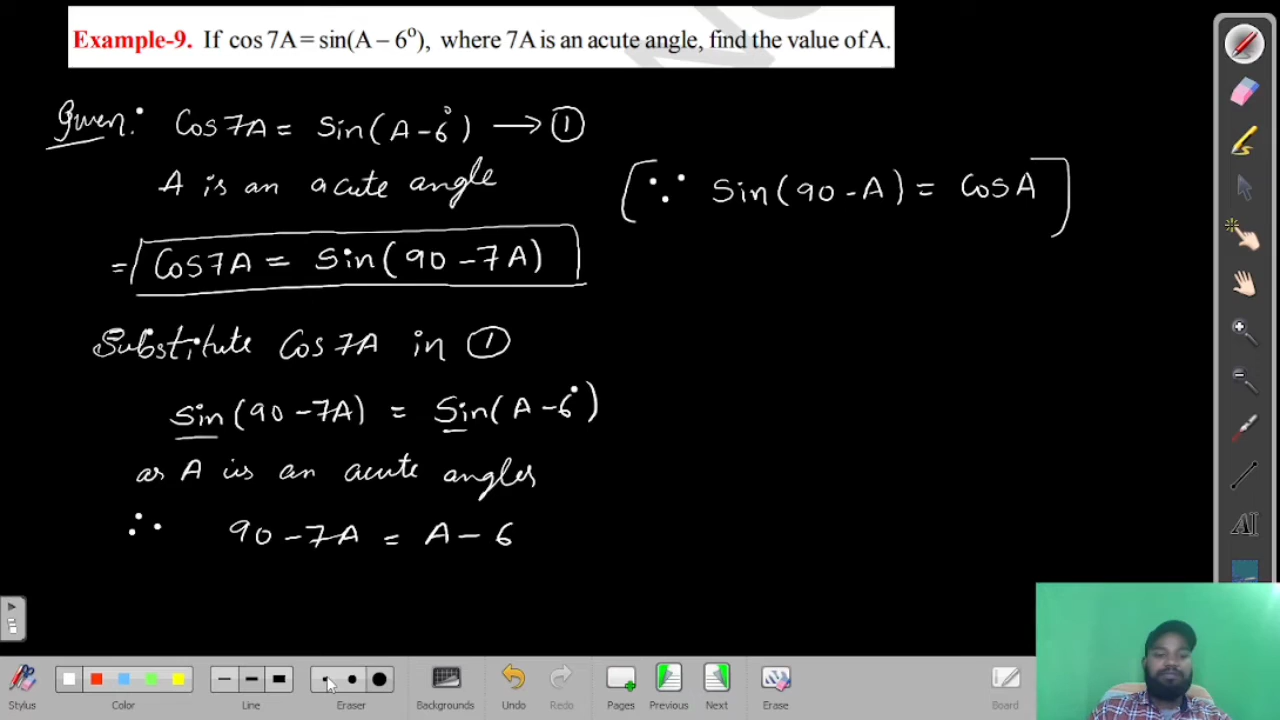 Example-9. If cos 7A = sin(A – 6°), where 7A is an acute angle, find the value of A.
Given: Cos7A = Sin(A-6°) → ①
A is an acute angle
[∵ Sin(90-A) = CosA]
= Cos7A = Sin(90-7A)
Substitute Cos7A in ①
sin(90-7A) = Sin(A-6°)
as A is an acute angles
∴ 90-7A = A-6
AI
Stylus
Color
Line
Eraser
Backgrounds
Undo
Redo
Pages
Previous
Next
Erase
Board